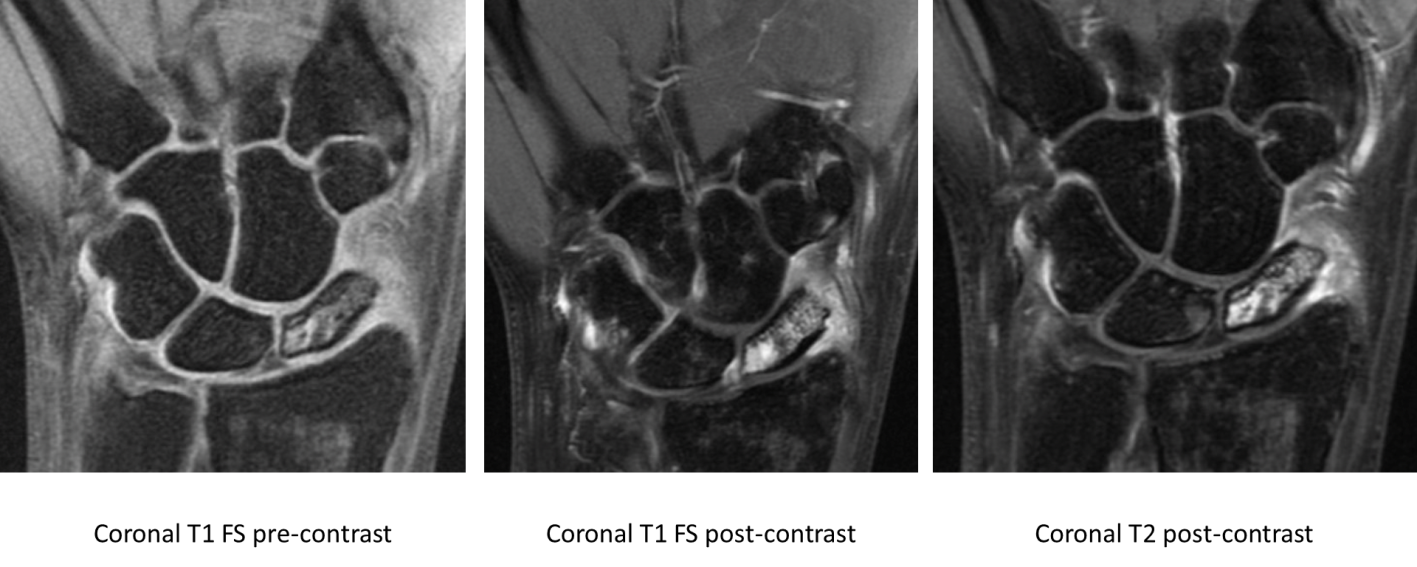 Coronal T1 FS pre-contrast
Coronal T1 FS post-contrast
Coronal T2 post-contrast